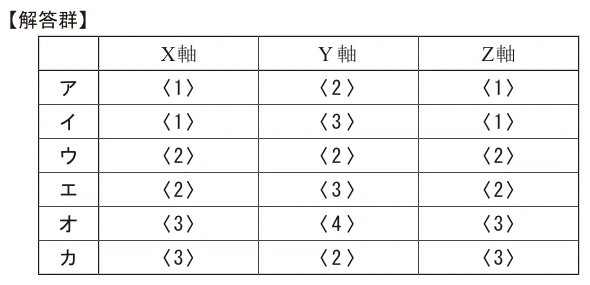 【解答群】
X軸 Y軸 Z軸
ア 〈1〉 〈2〉 〈1〉
イ 〈1〉 〈3〉 〈1〉
ウ 〈2〉 〈2〉 〈2〉
エ 〈2〉 〈3〉 〈2〉
オ 〈3〉 〈4〉 〈3〉
カ 〈3〉 〈2〉 〈3〉